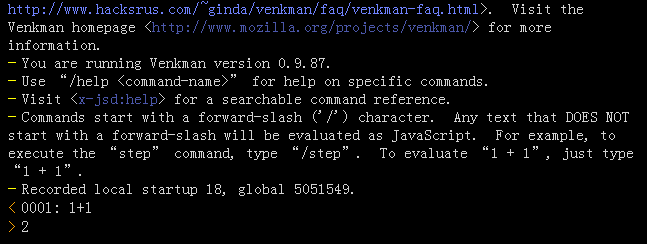 http://www.hacksrus.com/~ginda/venkman/faq/venkman-faq.html>.  Visit the
Venkman homepage <http://www.mozilla.org/projects/venkman/> for more
information.
- You are running Venkman version 0.9.87.
- Use “/help <command-name>” for help on specific commands.
- Visit <x-jsd:help> for a searchable command reference.
- Commands start with a forward-slash ('/') character.  Any text that DOES NOT
start with a forward-slash will be evaluated as JavaScript.  For example, to
execute the “step” command, type “/step”.  To evaluate “1 + 1”, just type
“1 + 1”.
- Recorded local startup 18, global 5051549.
< 0001: 1+1
> 2